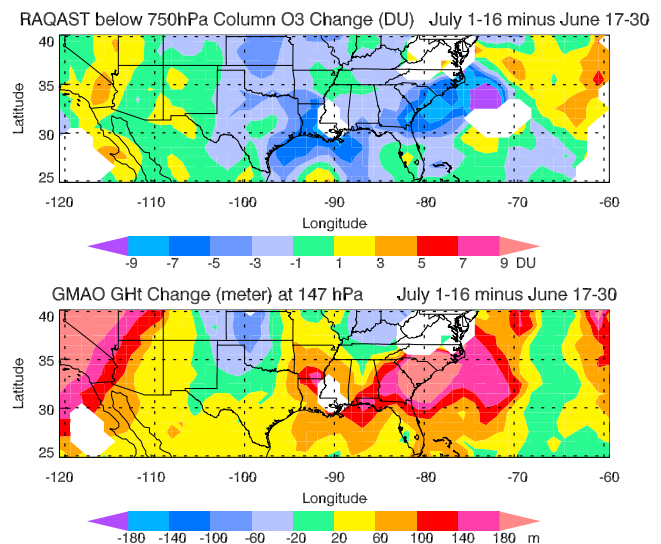 RAQAST below 750hPa Column O3 Change (DU) July 1-16 minus June 17-30
40
35
30
25
Latitude
-120 -110 -100 -90 -80 -70 -60
Longitude
-9 -7 -5 -3 -1 1 3 5 7 9 DU
GMAO GHt Change (meter) at 147 hPa July 1-16 minus June 17-30
40
35
30
25
Latitude
-120 -110 -100 -90 -80 -70 -60
Longitude
-180 -140 -100 -60 -20 20 60 100 140 180 m